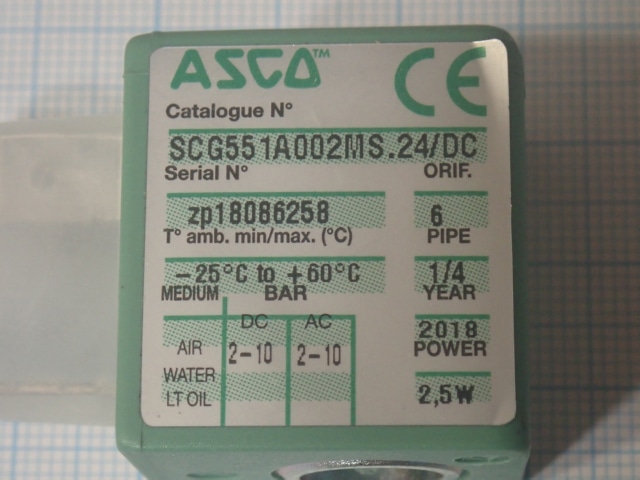 ASCO™ CE
Catalogue N°
SCG551A002MS.24/DC
Serial N° ORIF.
zp18086258 6
T° amb. min/max. (°C) PIPE
-25°C to +60°C 1/4
MEDIUM BAR YEAR
DC AC 2018
AIR 2-10 2-10 POWER
WATER
LT OIL 2,5W